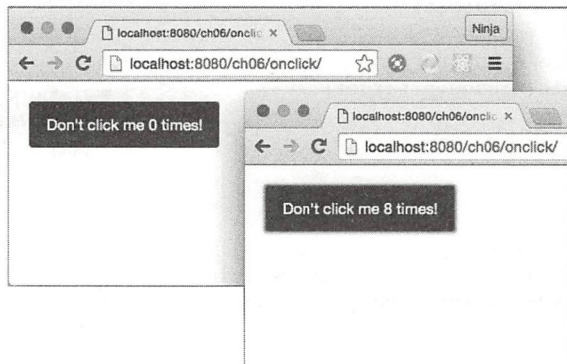 localhost:8080/ch06/onclic
Ninja
localhost:8080/ch06/onclick/
Don't click me 0 times!
localhost:8080/ch06/onclic
localhost:8080/ch06/onclick/
Don't click me 8 times!